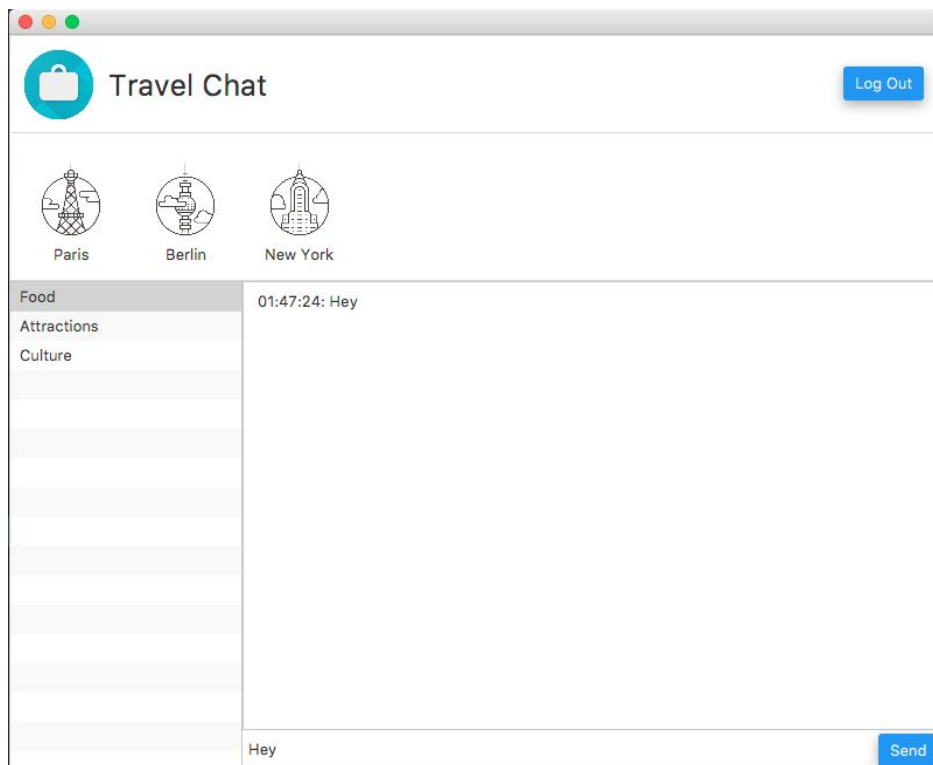 Travel Chat
Log Out
Paris
Berlin
New York
Food
01:47:24: Hey
Attractions
Culture
Hey
Send